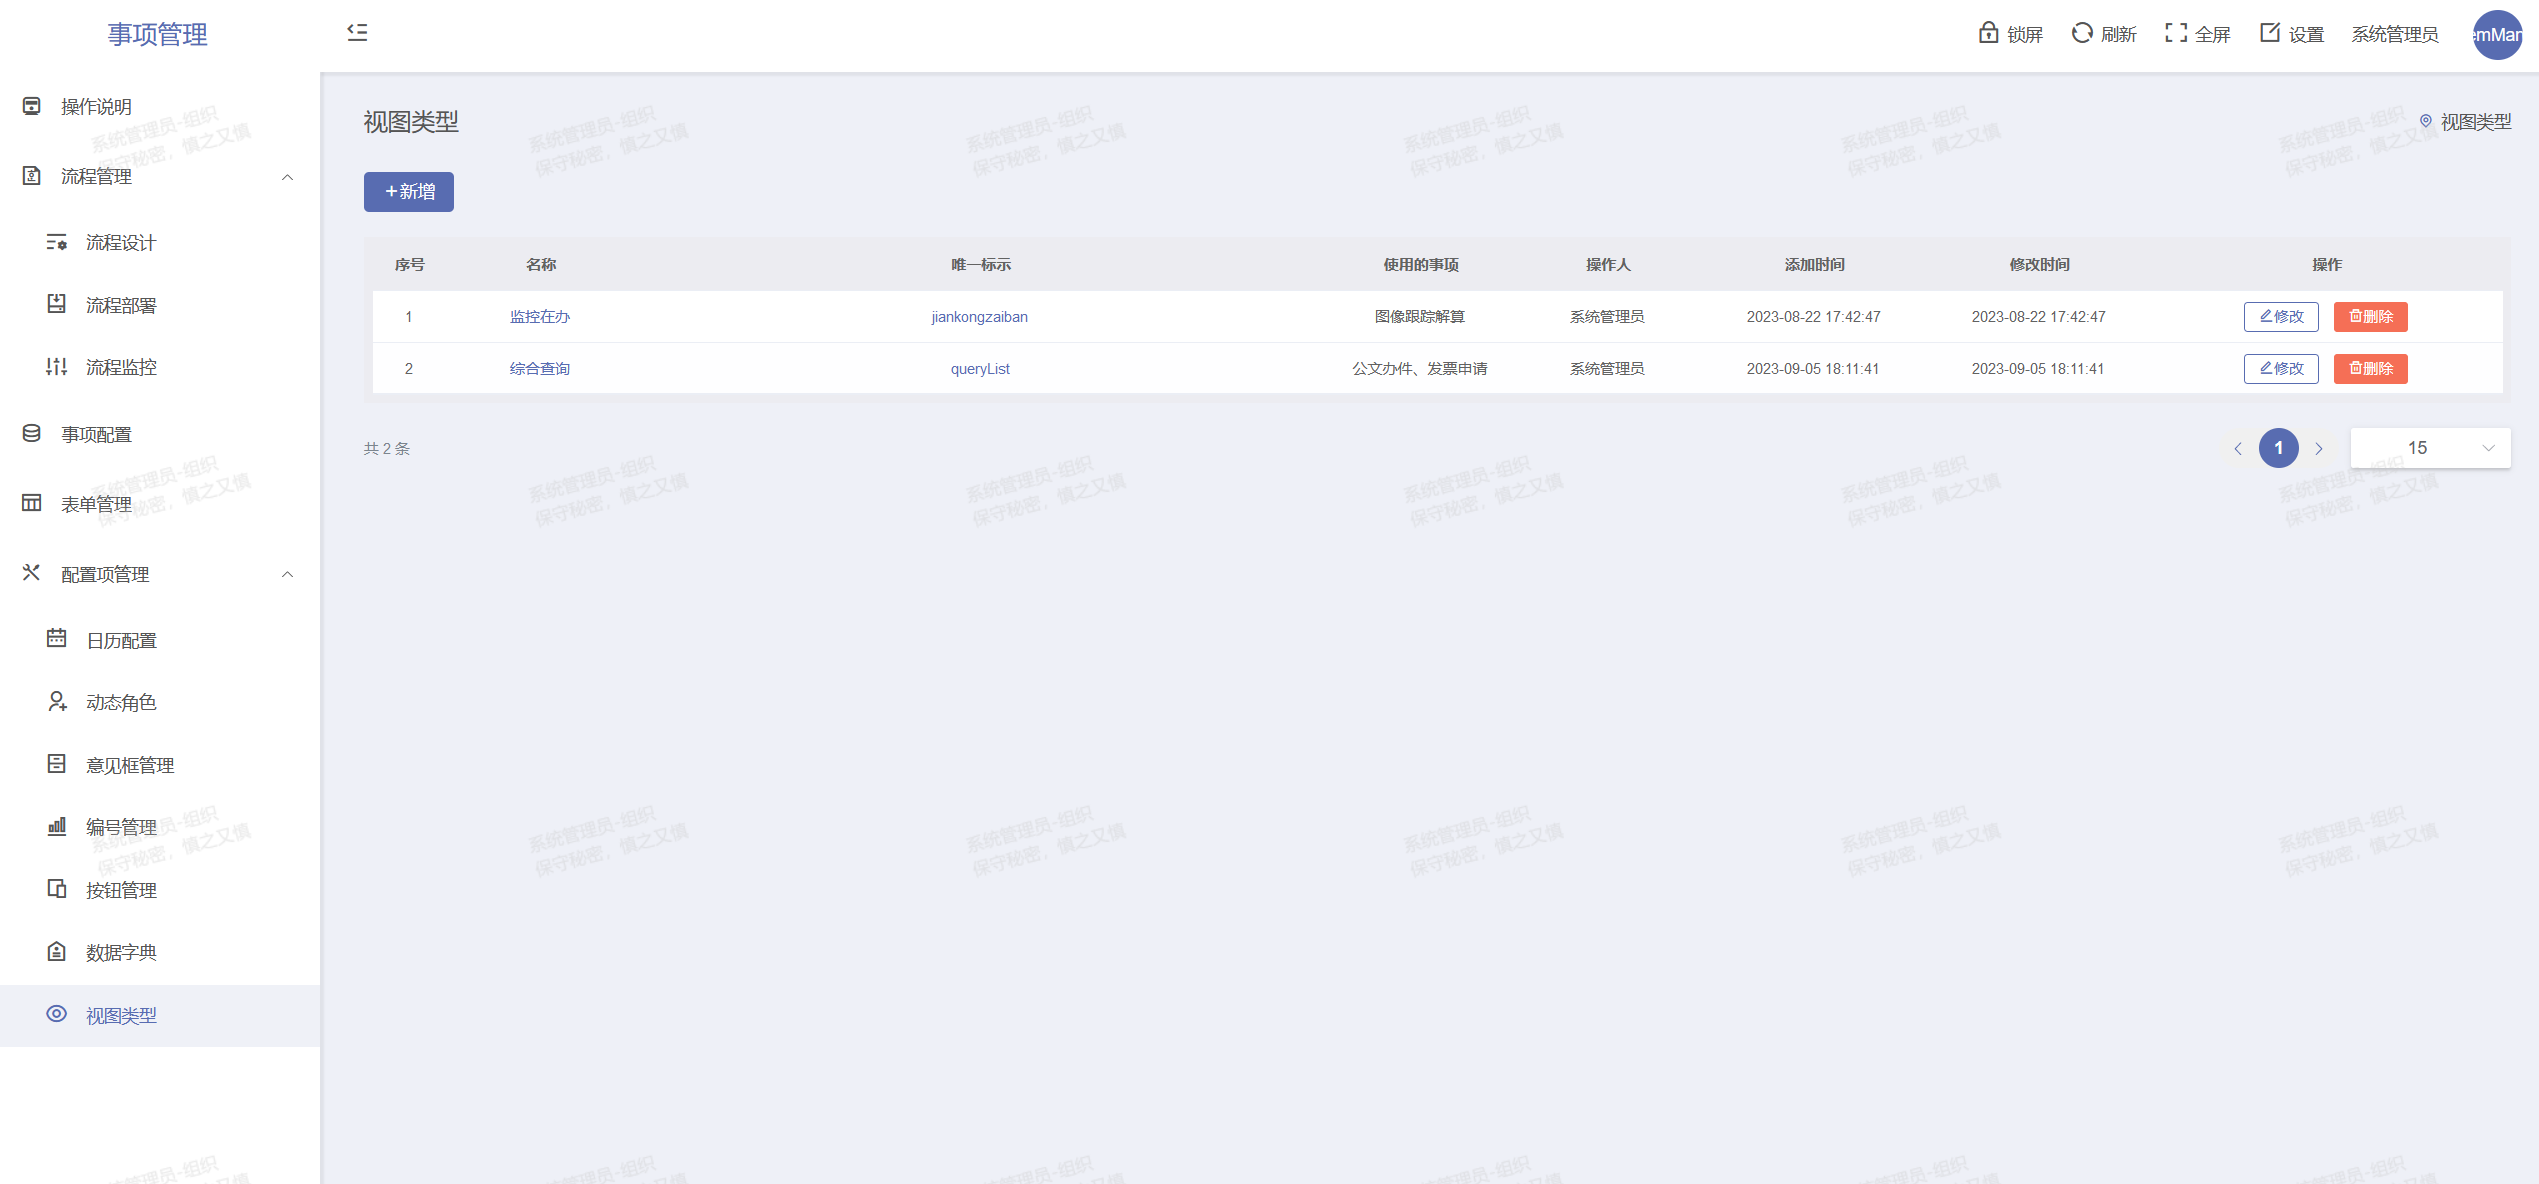 事项管理
锁屏 刷新 全屏 设置 系统管理员 emMan
操作说明
流程管理
流程设计
流程部署
流程监控
事项配置
表单管理
配置项管理
日历配置
动态角色
意见框管理
编号管理
按钮管理
数据字典
视图类型
视图类型
视图类型
+新增
序号 名称 唯一标示 使用的事项 操作人 添加时间 修改时间 操作
1 监控在办 jiankongzaiban 图像跟踪解算 系统管理员 2023-08-22 17:42:47 2023-08-22 17:42:47 修改 删除
2 综合查询 queryList 公文办件、发票申请 系统管理员 2023-09-05 18:11:41 2023-09-05 18:11:41 修改 删除
共 2 条
1
15
系统管理员-组织
保守秘密，慎之又慎